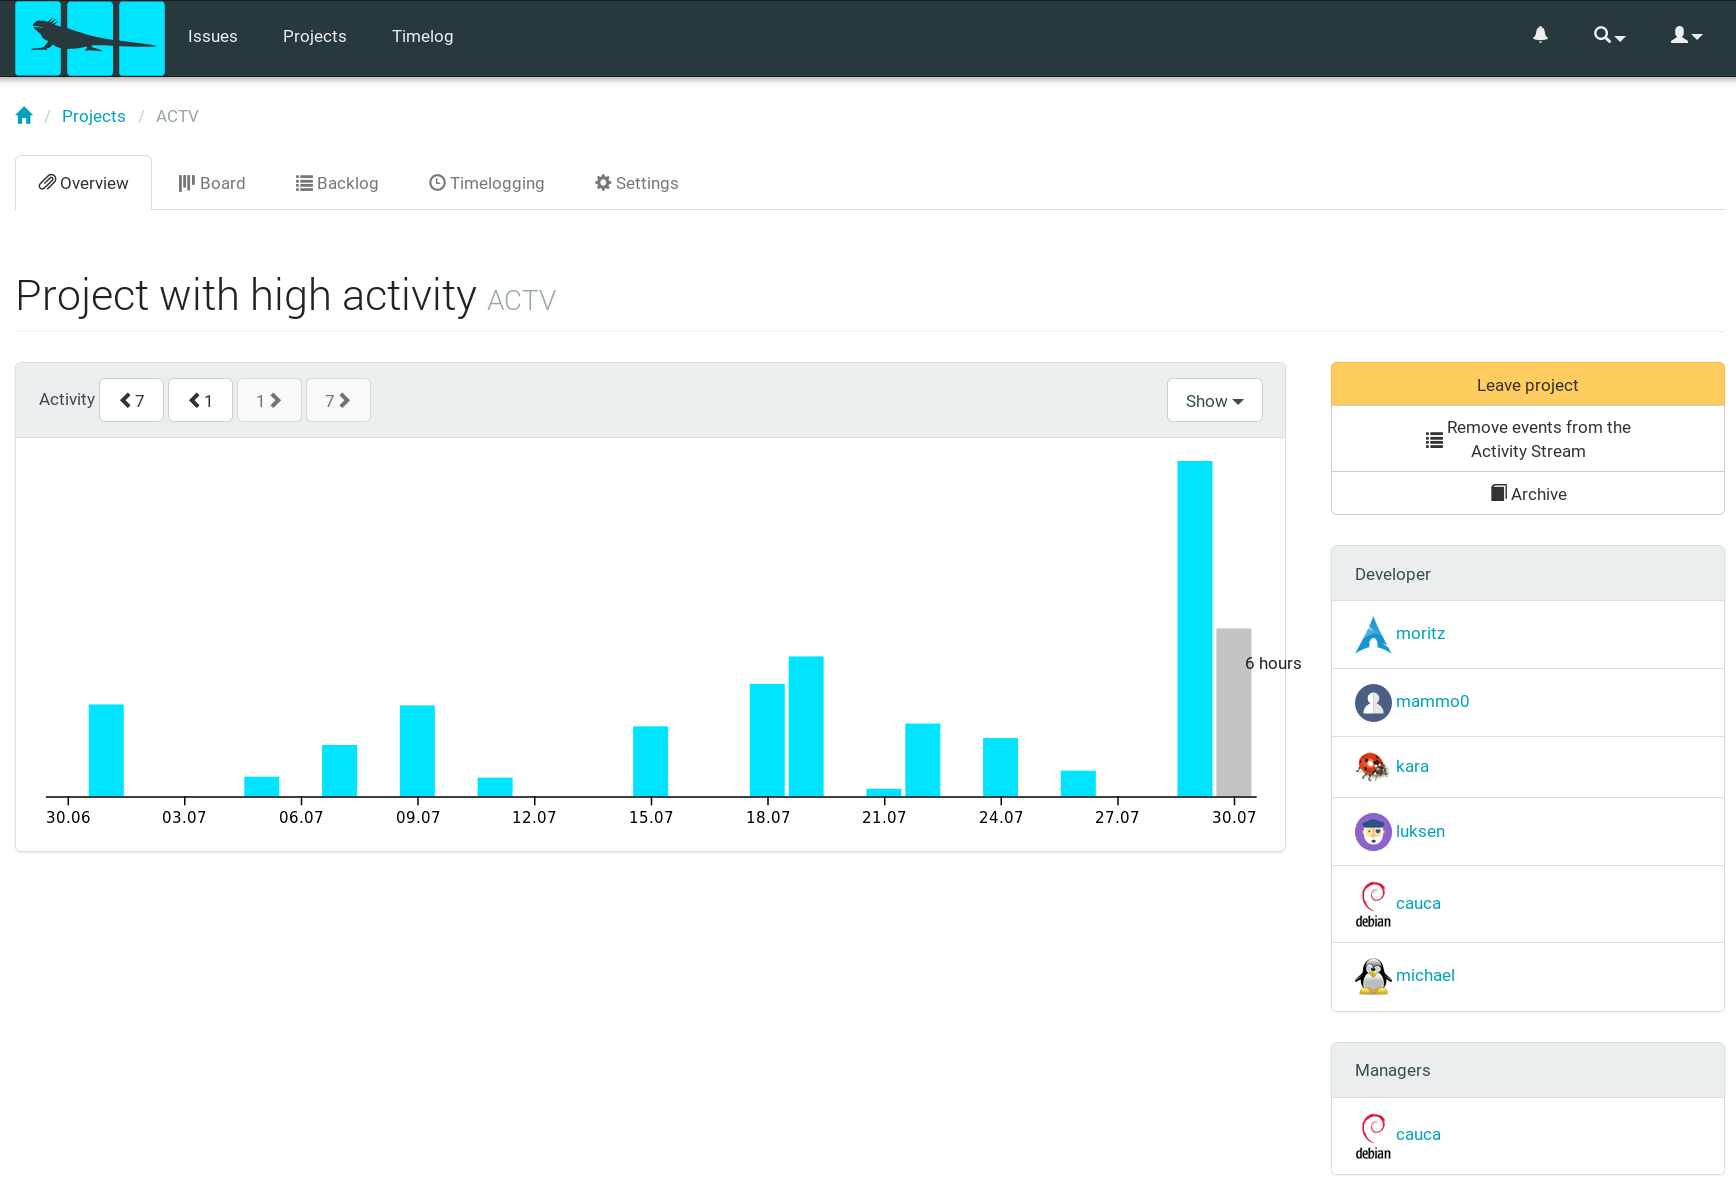 Issues Projects Timelog
/ Projects / ACTV
Overview Board Backlog Timelogging Settings
Project with high activity ACTV
Activity 7 1 1 7 Show
6 hours
30.06 03.07 06.07 09.07 12.07 15.07 18.07 21.07 24.07 27.07 30.07
Leave project
Remove events from the
Activity Stream
Archive
Developer
moritz
mammo0
kara
luksen
debian cauca
michael
Managers
debian cauca